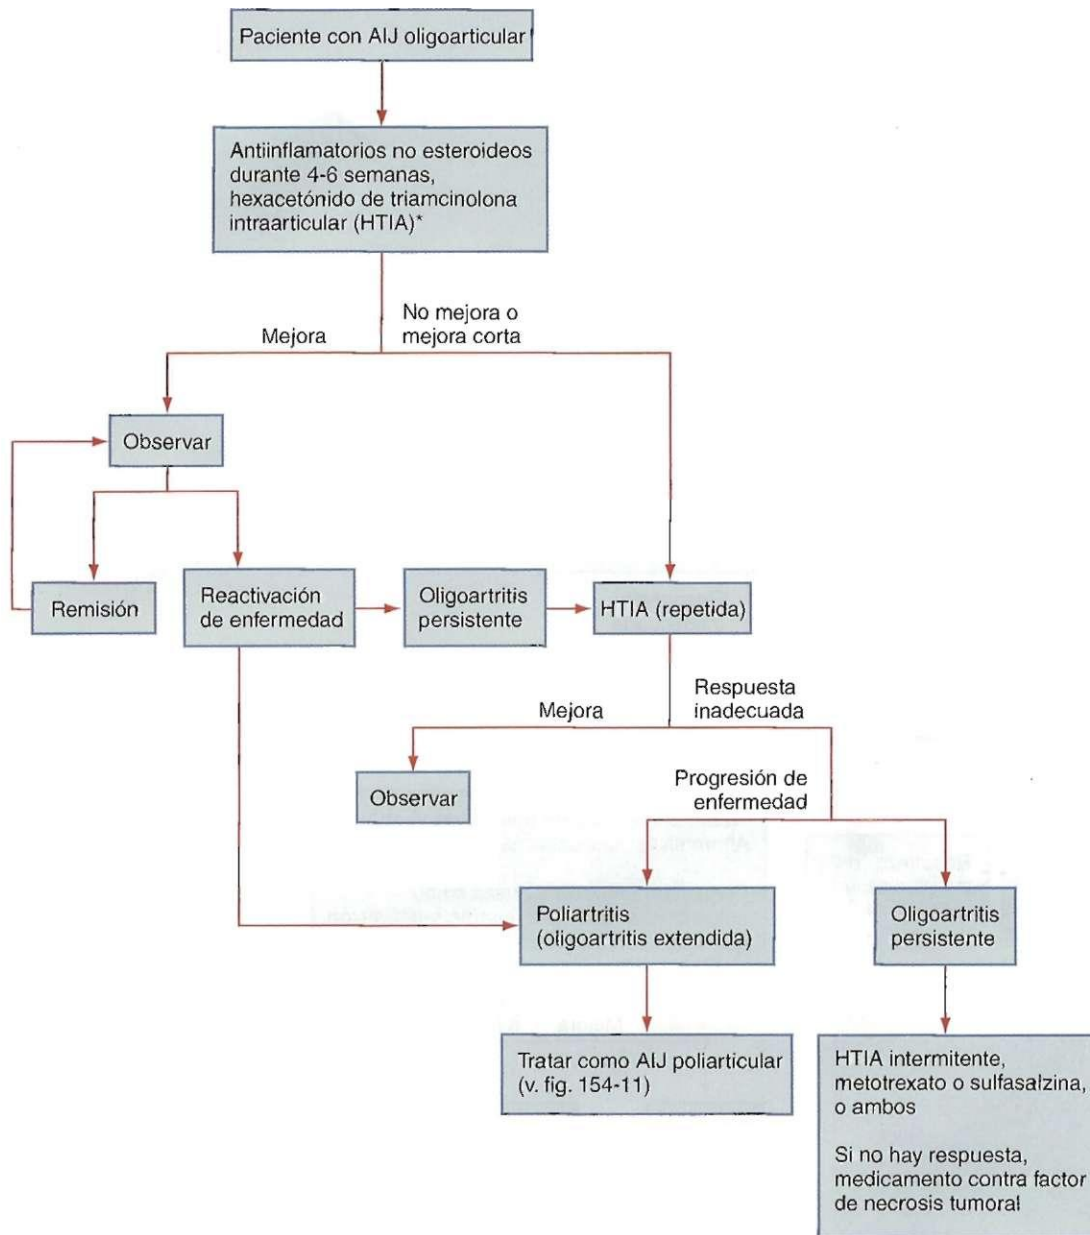 Paciente con AIJ oligoarticular
Antiinflamatorios no esteroideos
durante 4-6 semanas,
hexacetónido de triamcinolona
intraarticular (HTIA)*
Mejora
No mejora o
mejora corta
Observar
Remisión
Reactivación
de enfermedad
Oligoartritis
persistente
HTIA (repetida)
Mejora
Respuesta
inadecuada
Observar
Progresión de
enfermedad
Poliartritis
(oligoartritis extendida)
Oligoartritis
persistente
Tratar como AIJ poliarticular
(v. fig. 154-11)
HTIA intermitente,
metotrexato o sulfasalzina,
o ambos
Si no hay respuesta,
medicamento contra factor
de necrosis tumoral